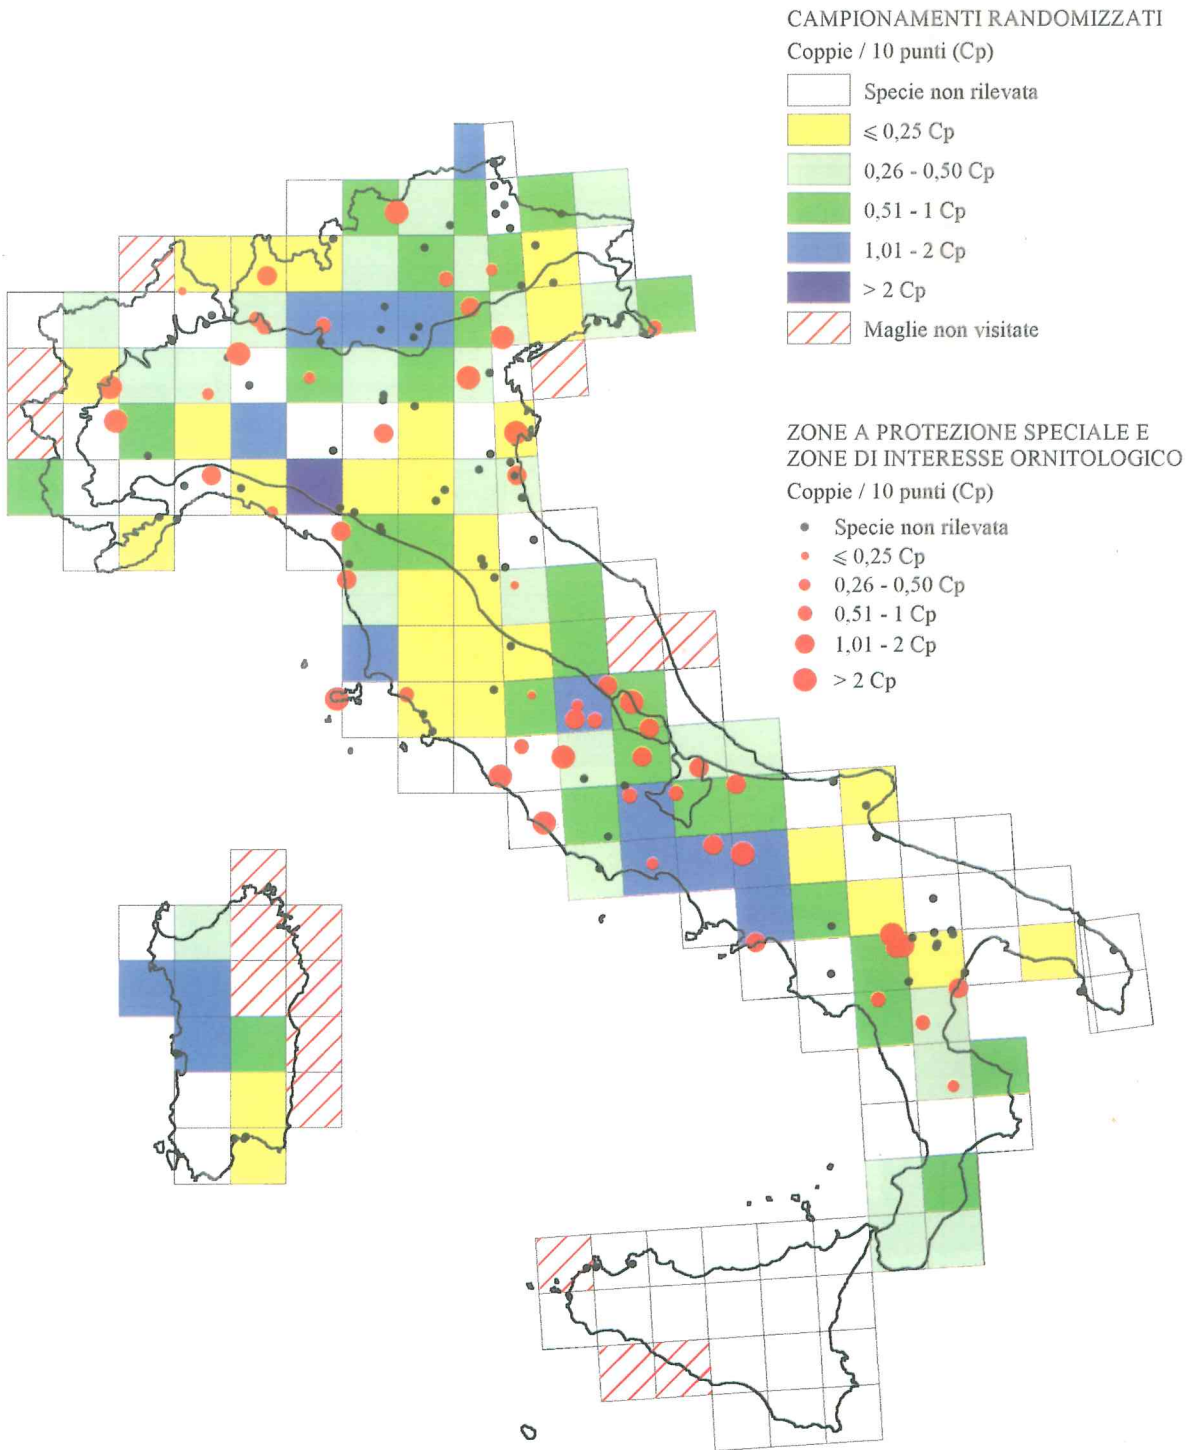 CAMPIONAMENTI RANDOMIZZATI
Coppie / 10 punti (Cp)
Specie non rilevata
⩽ 0,25 Cp
0,26 - 0,50 Cp
0,51 - 1 Cp
1,01 - 2 Cp
> 2 Cp
Maglie non visitate
ZONE A PROTEZIONE SPECIALE E
ZONE DI INTERESSE ORNITOLOGICO
Coppie / 10 punti (Cp)
Specie non rilevata
⩽ 0,25 Cp
0,26 - 0,50 Cp
0,51 - 1 Cp
1,01 - 2 Cp
> 2 Cp